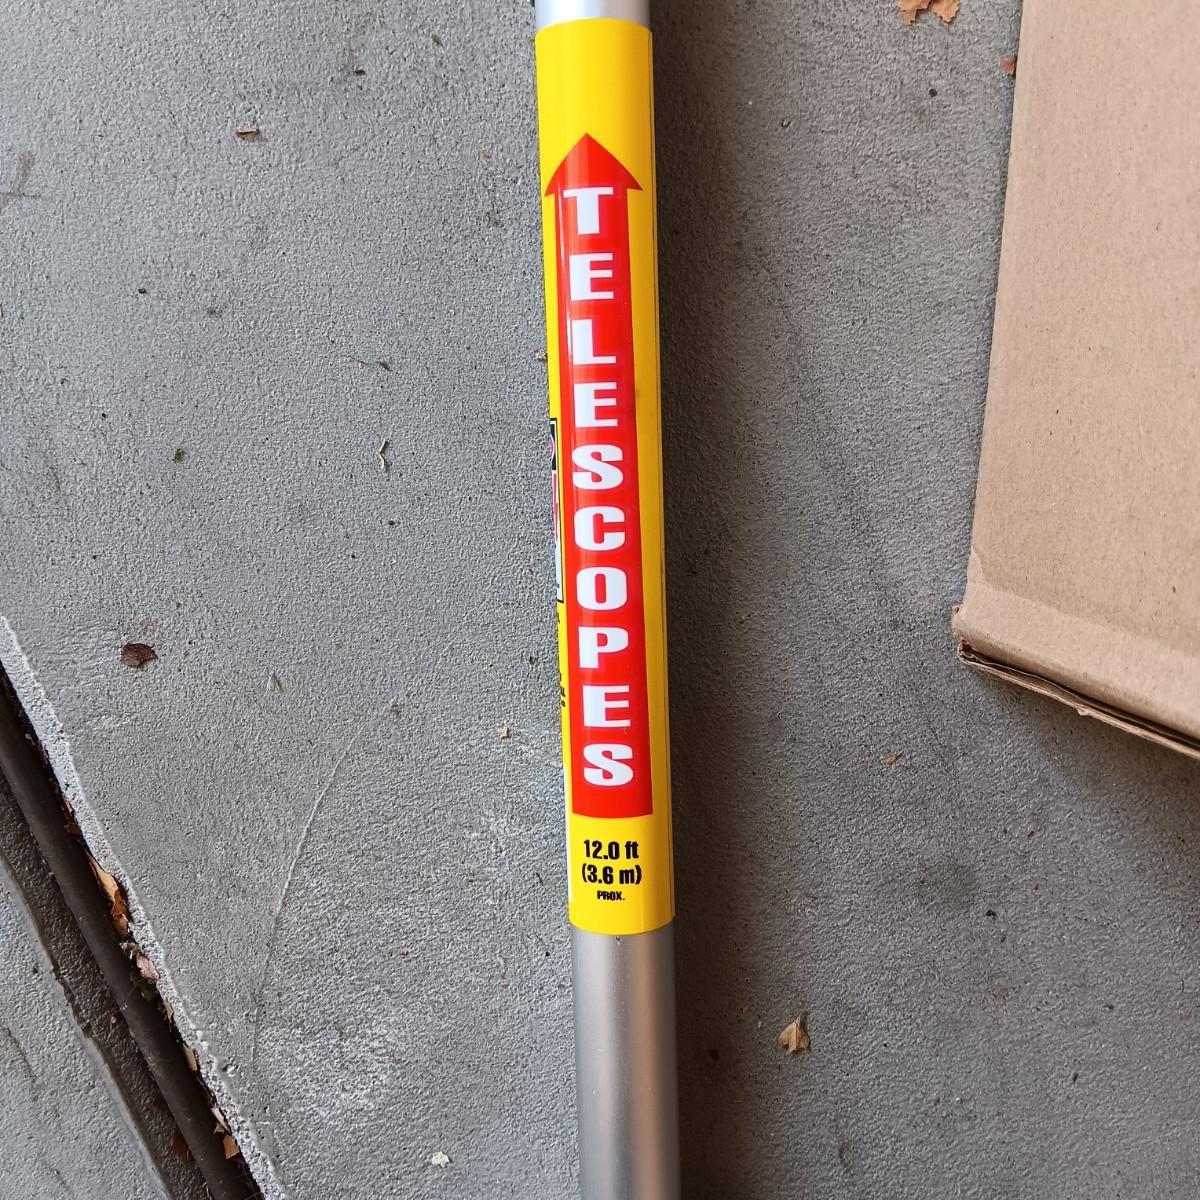 TELESCOPES
12.0 ft
(3.6 m)
PROX.